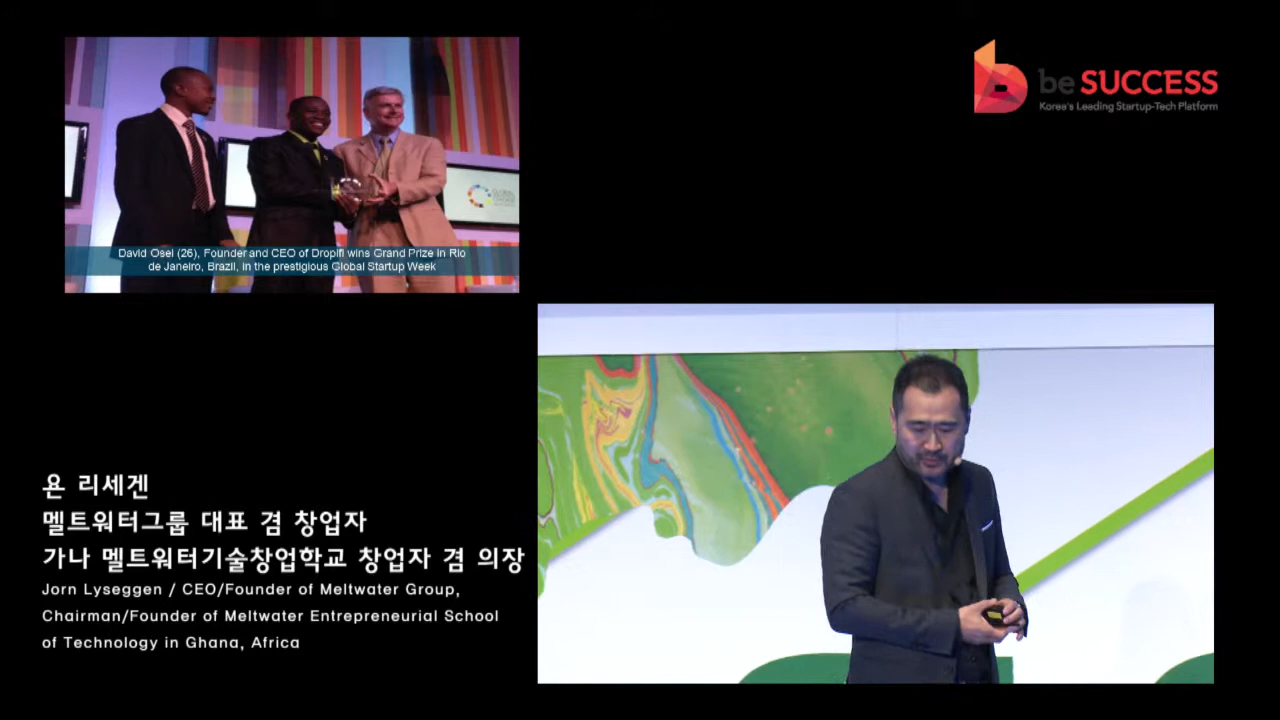 be SUCCESS
Korea's Leading Startup-Tech Platform
David Osei (26), Founder and CEO of Dropifi wins Grand Prize in Rio
de Janeiro, Brazil, in the prestigious Global Startup Week
욘 리세겐
멜트워터그룹 대표 겸 창업자
가나 멜트워터기술창업학교 창업자 겸 의장
Jorn Lyseggen / CEO/Founder of Meltwater Group,
Chairman/Founder of Meltwater Entrepreneurial School
of Technology in Ghana, Africa